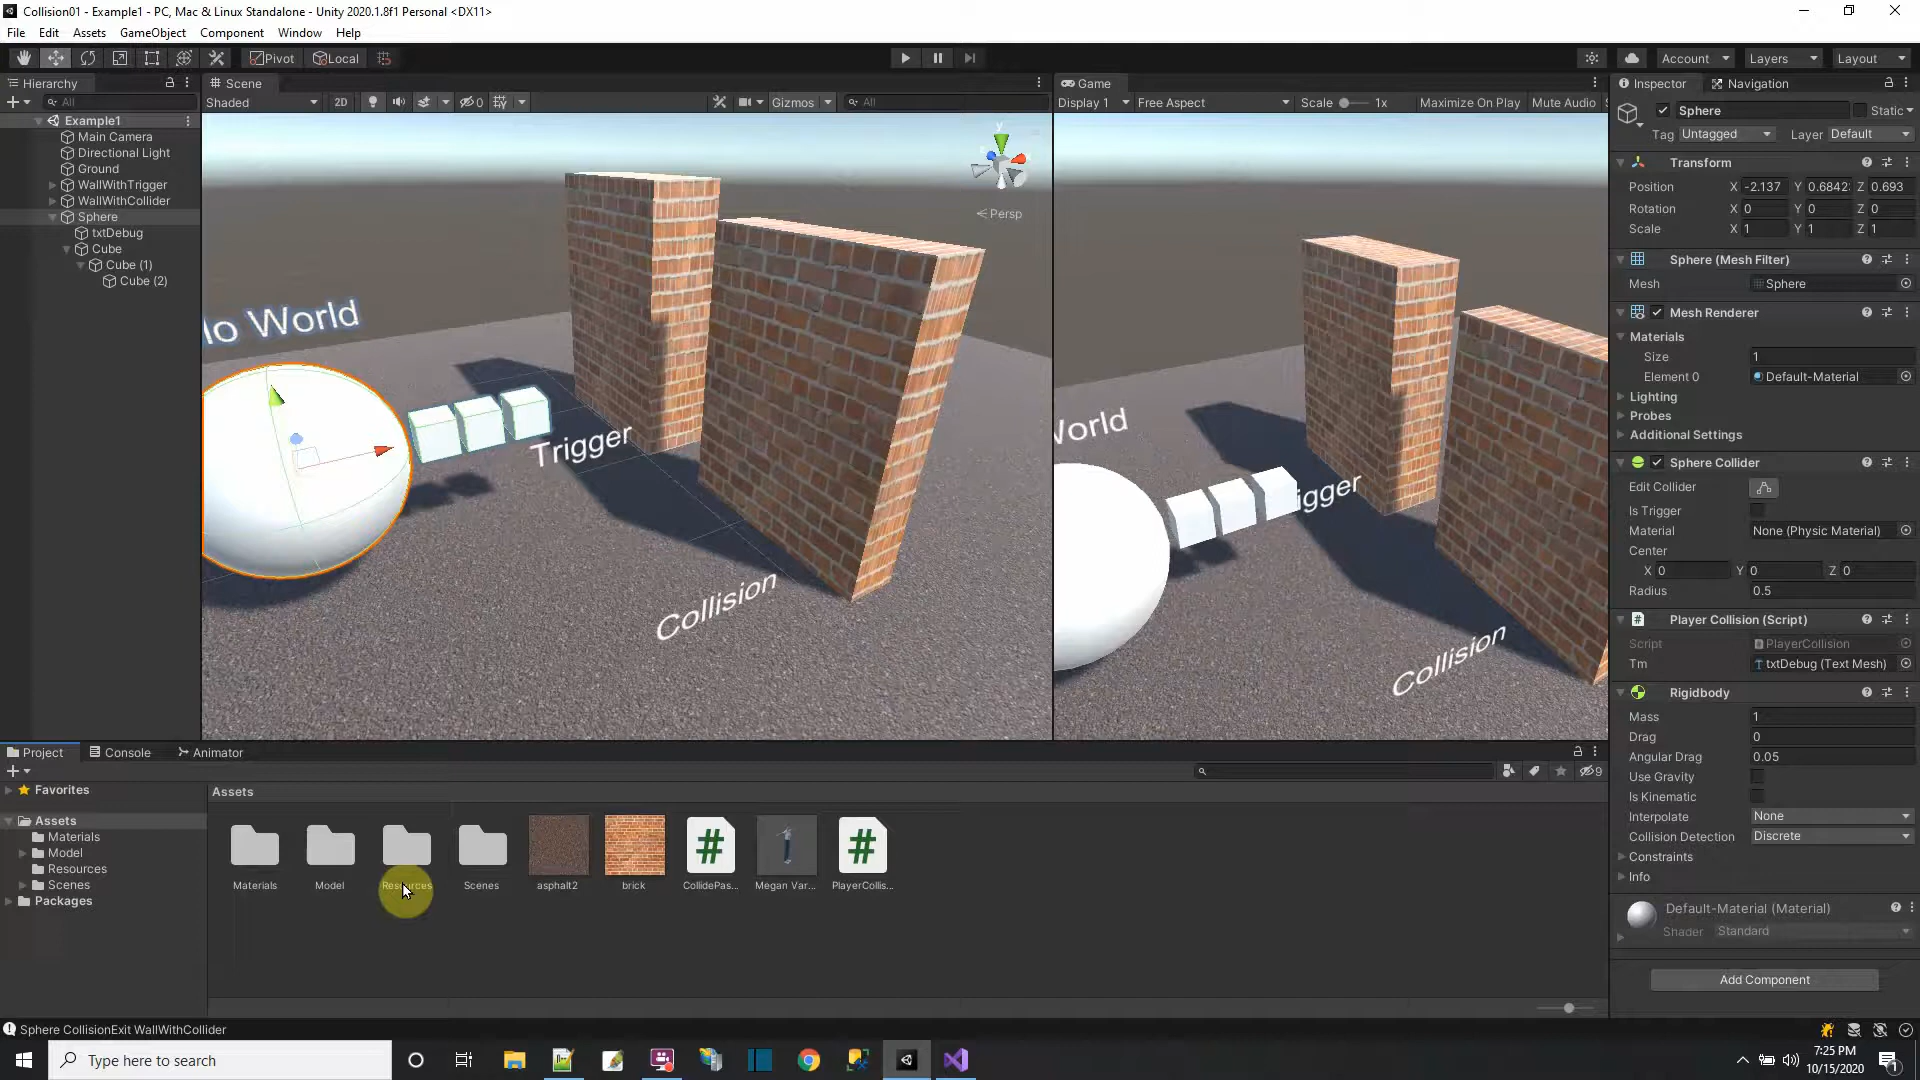 Collision01 - Example1 - PC, Mac & Linux Standalone - Unity 2020.1.8f1 Personal <DX11>
File Edit Assets GameObject Component Window Help
Pivot Local Account Layers Layout
Hierarchy
All
Example1
Main Camera
Directional Light
Ground
WallWithTrigger
WallWithCollider
Sphere
txtDebug
Cube
Cube (1)
Cube (2)
Scene
Shaded 2D 0 Gizmos All
y
Persp
lo World
Trigger
Collision
Game
Display 1 Free Aspect Scale 1x Maximize On Play Mute Audio S
World
igger
Collision
Inspector Navigation
Sphere Static
Tag Untagged Layer Default
Transform
Position X -2.137 Y 0.6842 Z 0.693
Rotation X 0 Y 0 Z 0
Scale X 1 Y 1 Z 1
Sphere (Mesh Filter)
Mesh Sphere
Mesh Renderer
Materials
Size 1
Element 0 Default-Material
Lighting
Probes
Additional Settings
Sphere Collider
Edit Collider
Is Trigger
Material None (Physic Material)
Center
X 0 Y 0 Z 0
Radius 0.5
# Player Collision (Script)
Script PlayerCollision
Tm txtDebug (Text Mesh)
Rigidbody
Mass 1
Drag 0
Angular Drag 0.05
Use Gravity
Is Kinematic
Interpolate None
Collision Detection Discrete
Constraints
Info
Default-Material (Material)
Shader Standard
Add Component
Project Console Animator
9
Favorites
Assets
Materials
Model
Resources
Scenes
Packages
Assets
# #
Materials Model Resources Scenes asphalt2 brick CollidePas... Megan Var... PlayerCollis...
Sphere CollisionExit WallWithCollider
Type here to search
7:25 PM
10/15/2020
1